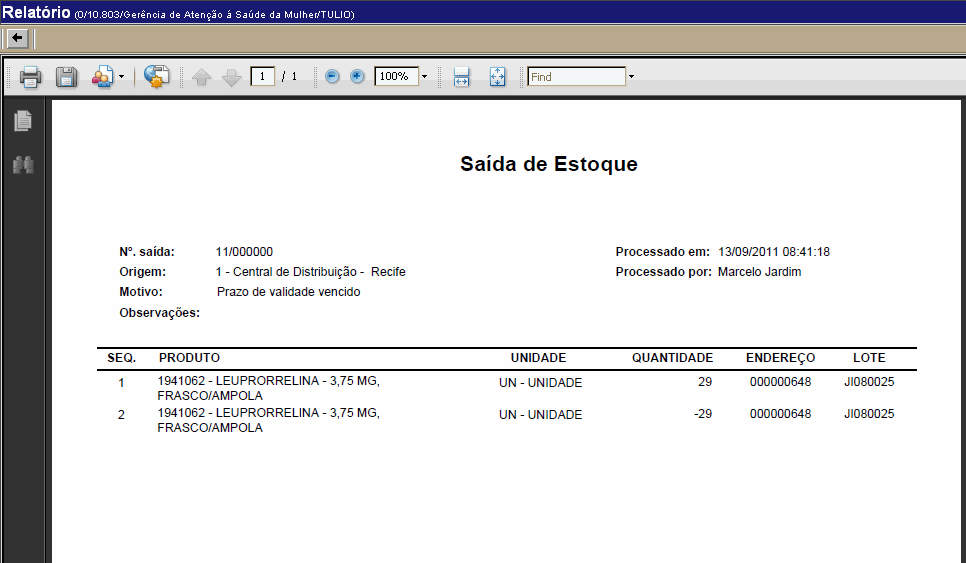 Relatório (0/10.803/Gerência de Atenção á Saúde da Mulher/TULIO)
1 / 1 100% Find
Saída de Estoque
Nº. saída: 11/000000 Processado em: 13/09/2011 08:41:18
Origem: 1 - Central de Distribuição - Recife Processado por: Marcelo Jardim
Motivo: Prazo de validade vencido
Observações:
SEQ. PRODUTO UNIDADE QUANTIDADE ENDEREÇO LOTE
1 1941062 - LEUPRORRELINA - 3,75 MG, UN - UNIDADE 29 000000648 JI080025
FRASCO/AMPOLA
2 1941062 - LEUPRORRELINA - 3,75 MG, UN - UNIDADE -29 000000648 JI080025
FRASCO/AMPOLA